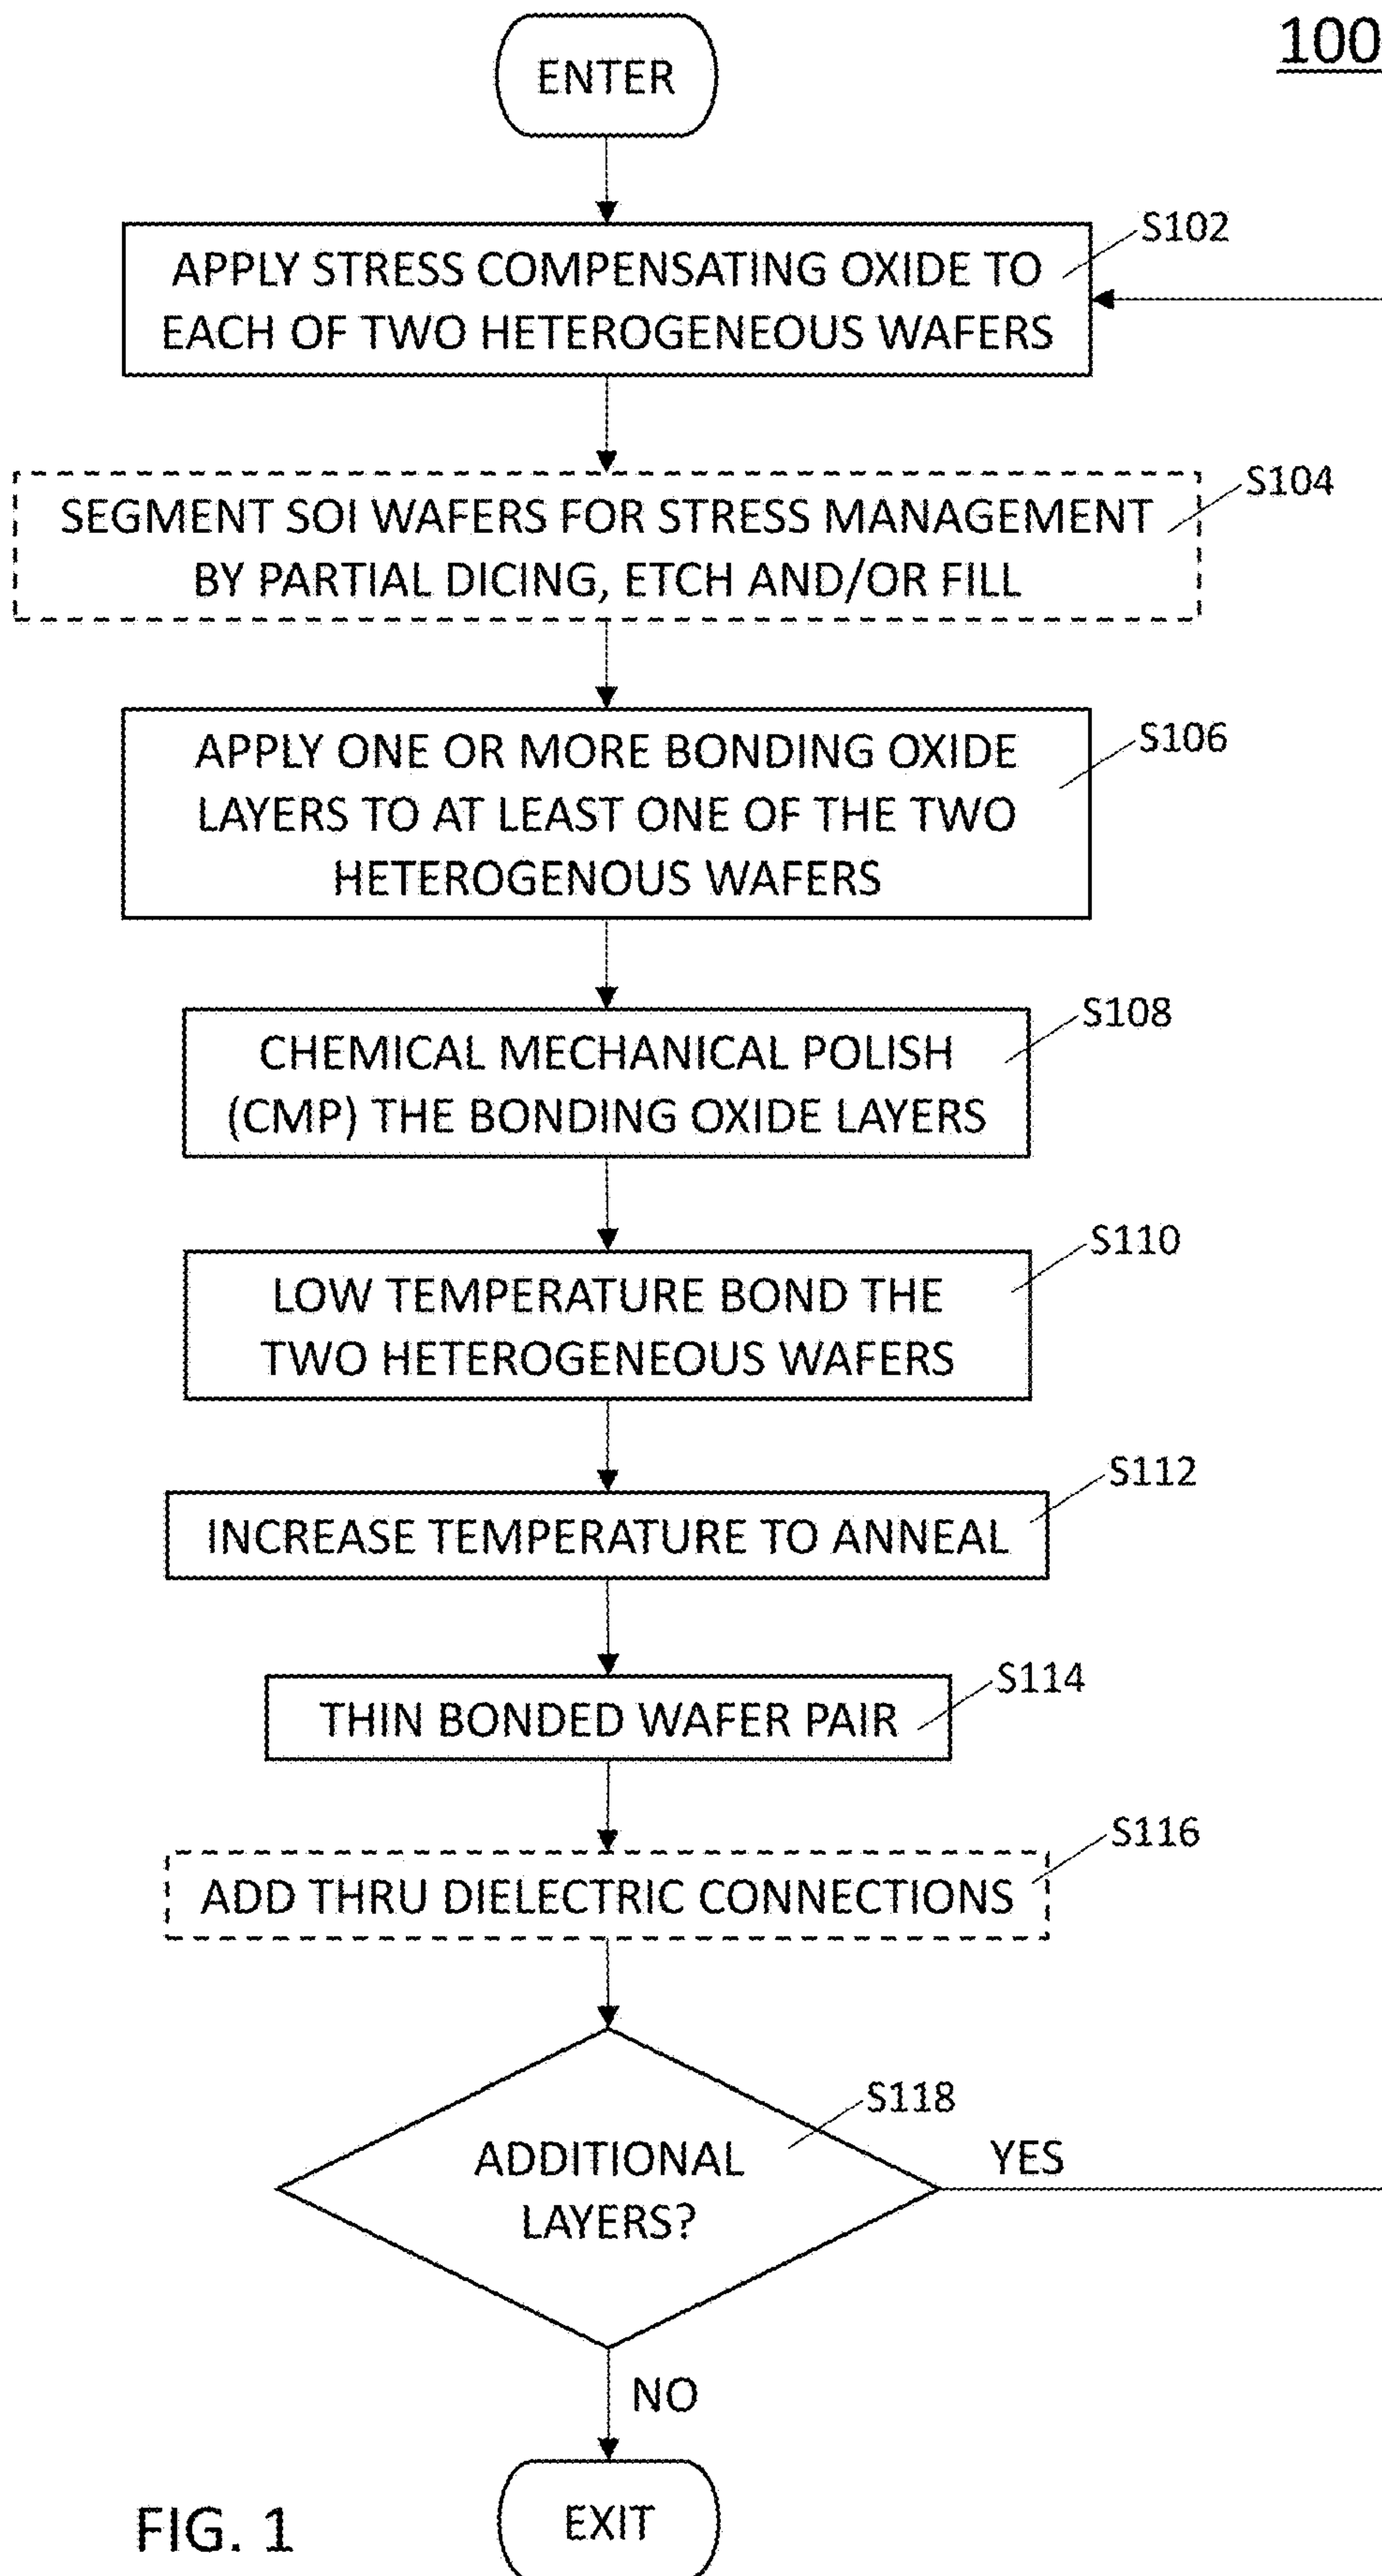 100
ENTER
S102
APPLY STRESS COMPENSATING OXIDE TO
EACH OF TWO HETEROGENEOUS WAFERS
S104
SEGMENT SOI WAFERS FOR STRESS MANAGEMENT
BY PARTIAL DICING, ETCH AND/OR FILL
S106
APPLY ONE OR MORE BONDING OXIDE
LAYERS TO AT LEAST ONE OF THE TWO
HETEROGENOUS WAFERS
S108
CHEMICAL MECHANICAL POLISH
(CMP) THE BONDING OXIDE LAYERS
S110
LOW TEMPERATURE BOND THE
TWO HETEROGENEOUS WAFERS
S112
INCREASE TEMPERATURE TO ANNEAL
S114
THIN BONDED WAFER PAIR
S116
ADD THRU DIELECTRIC CONNECTIONS
S118
ADDITIONAL
LAYERS?
YES
NO
EXIT
FIG. 1